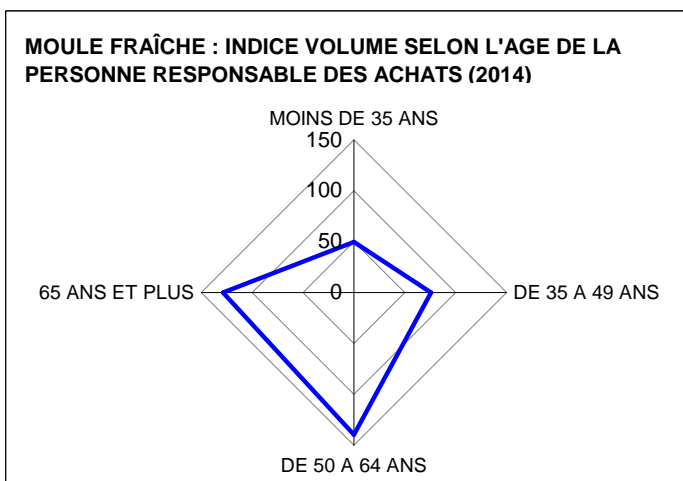 MOULE FRAÎCHE : INDICE VOLUME SELON L'AGE DE LA
PERSONNE RESPONSABLE DES ACHATS (2014)
MOINS DE 35 ANS
150
100
50
65 ANS ET PLUS
0
DE 35 A 49 ANS
DE 50 A 64 ANS